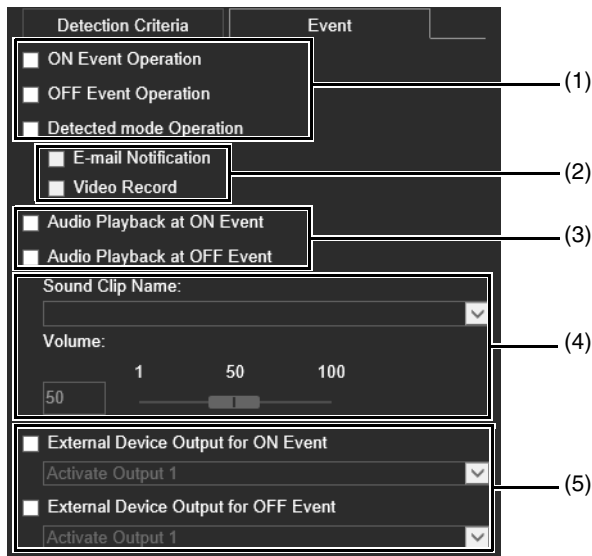 Detection Criteria Event
ON Event Operation
(1)
OFF Event Operation
Detected mode Operation
E-mail Notification
(2)
Video Record
Audio Playback at ON Event
(3)
Audio Playback at OFF Event
Sound Clip Name:
(4)
Volume:
1 50 100
50
External Device Output for ON Event
Activate Output 1
(5)
External Device Output for OFF Event
Activate Output 1